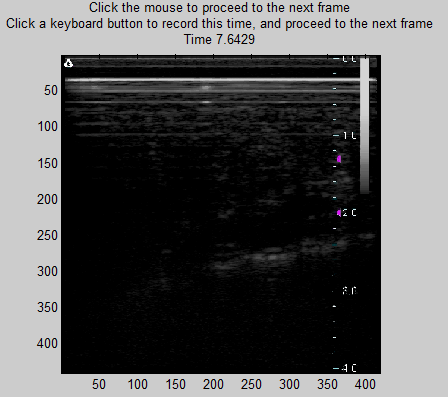 Click the mouse to proceed to the next frame
Click a keyboard button to record this time, and proceed to the next frame
Time 7.6429
50
100
150
200
250
300
350
400
50 100 150 200 250 300 350 400